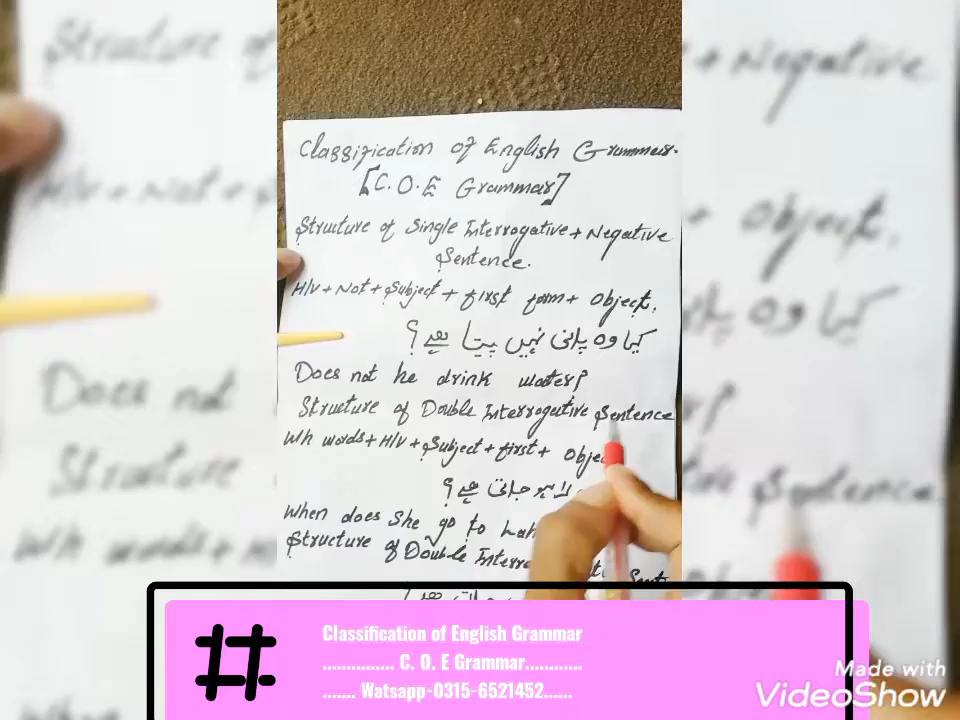 Classification of English Grammar.
[C. O. E Grammar]
Structure of Single Interrogative + Negative
Sentence.
H/v + Not + Subject + first form + Object.
کیا وہ پانی نہیں پیتا ہے؟
Does not he drink water?
Structure of Double Interrogative Sentence
Wh words + H/v + Subject + first + Obje
لاہور جاتی ہے؟
When does She go to Lah
Structure of Double Interro
Classification of English Grammar
............... C. O. E Grammar............
....... Watsapp-0315-6521452......
Made with
VideoShow